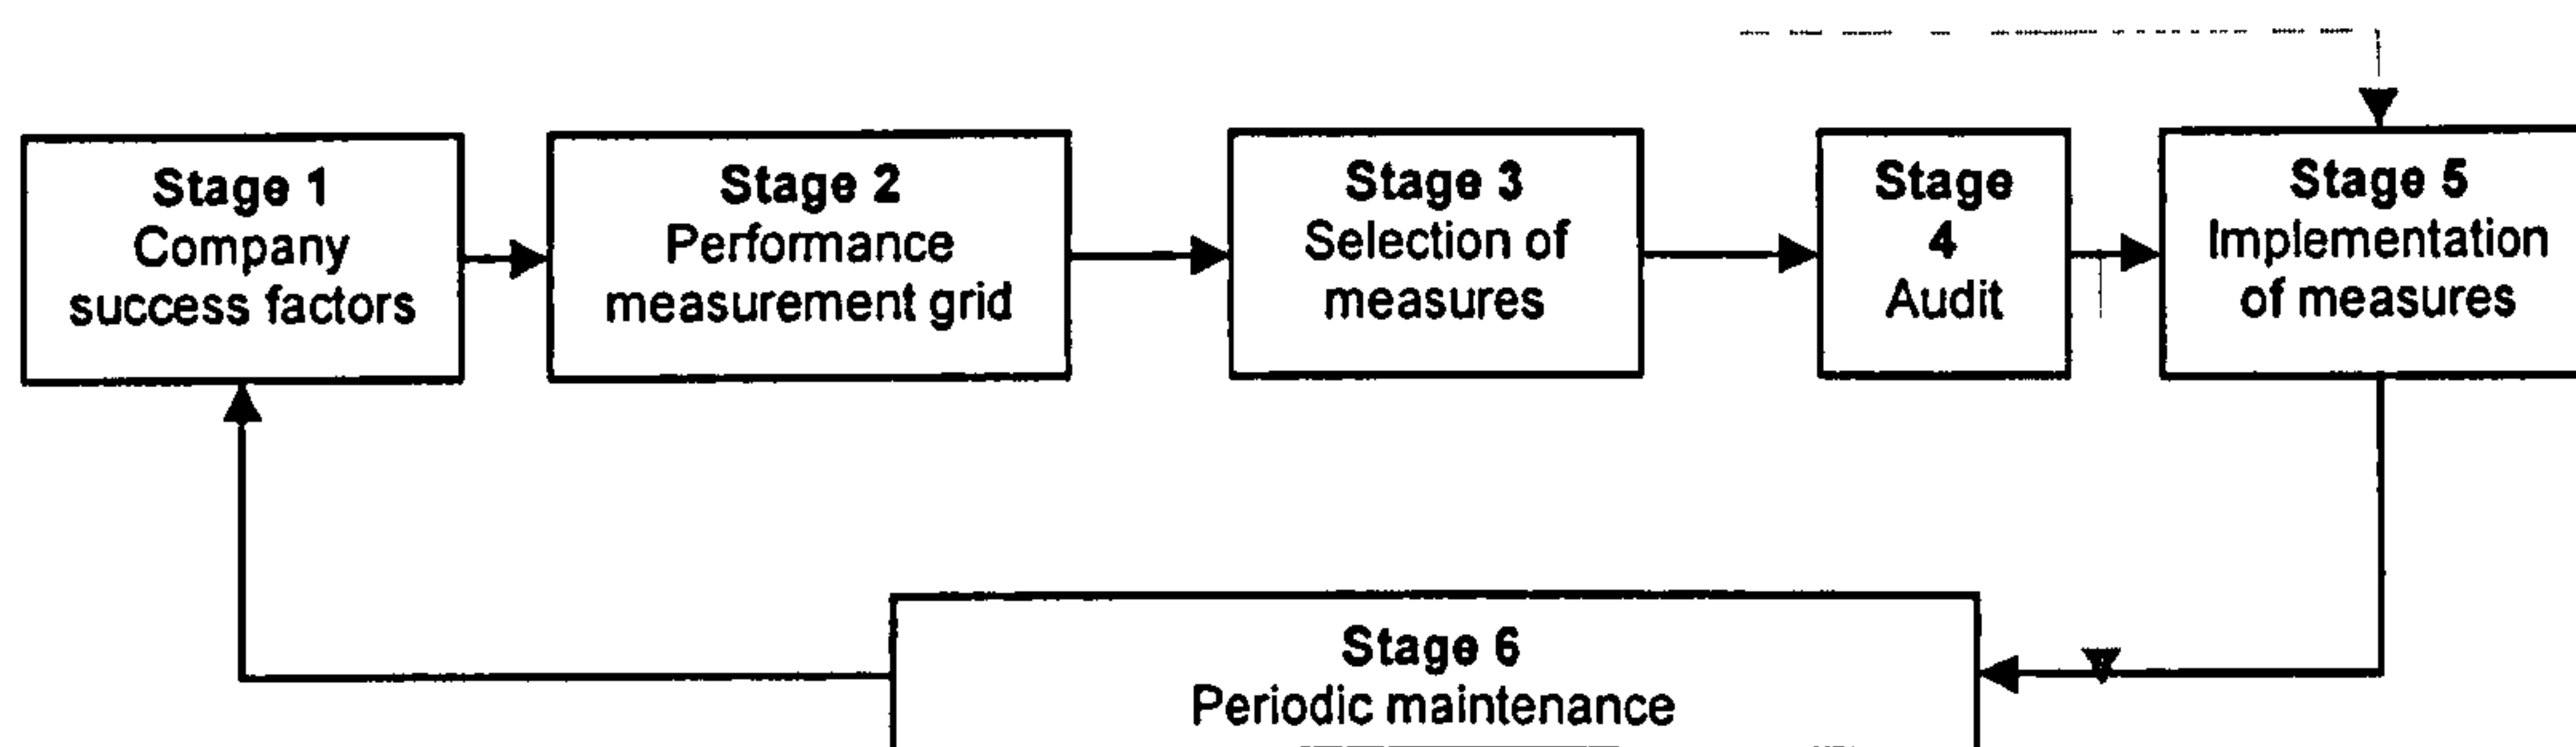 Stage 1
Company
success factors
Stage 2
Performance
measurement grid
Stage 3
Selection of
measures
Stage
4
Audit
Stage 5
Implementation
of measures
Stage 6
Periodic maintenance